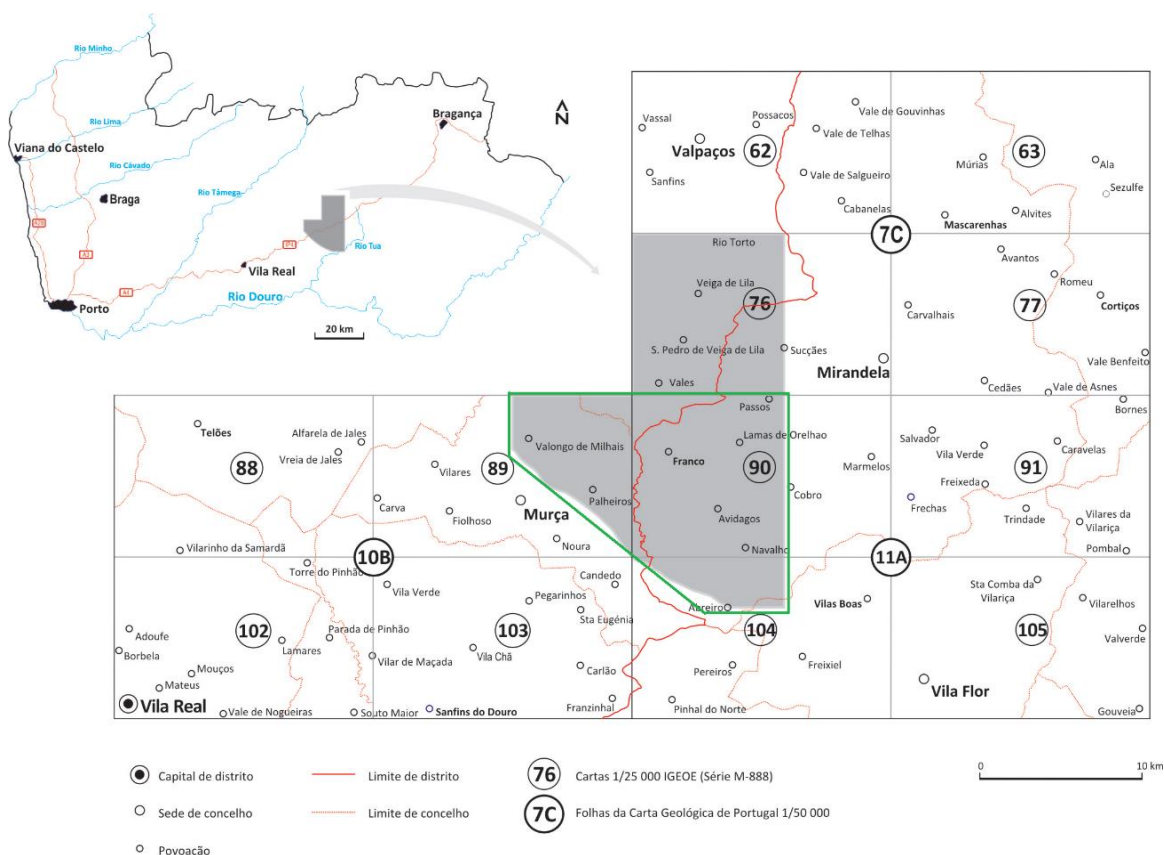 Rio Minho
Rio Lima
Viana do Castelo
Rio Cávado
Braga
Rio Tâmega
Bragança
N
A28
A3
A4
IP4
Rio Tua
Vila Real
Rio Douro
Porto
20 km
Vassal
Possacos
Vale de Gouvinhas
Vale de Telhas
Valpaços
62
63
Múrias
Ala
Sanfins
Vale de Salgueiro
Sezulfe
Cabanelas
Mascarenhas
Alvites
Rio Torto
7C
Avantos
Romeu
Veiga de Lila
76
77
Cortiços
Carvalhais
S. Pedro de Veiga de Lila
Sucções
Mirandela
Vale Benfeito
Vales
Cedães
Vale de Asnes
Passos
Bornes
Telões
Alfarela de Jales
Vreia de Jales
88
Vilares
89
Valongo de Milhais
Franco
Lamas de Orelhao
90
Marmelos
Salvador
Vila Verde
91
Caravelas
Carva
Fiolhoso
Murça
Palheiros
Avidagos
Cobro
Frechas
Freixeda
Trindade
Vilares da
Vilariça
Noura
Navalho
Pombal
Vilarinho da Samardã
Torre do Pinhão
10B
11A
Vila Verde
Candedo
Pegarinhos
Sta Eugénia
Abreiro
Vilas Boas
Sta Comba da
Vilariça
Vilarelhos
Adoufe
102
Parada de Pinhão
Lamares
103
104
105
Valverde
Borbela
Mouços
Vilar de Maçada
Vila Chã
Carlão
Pereiros
Freixiel
Mateus
Vila Real
Vale de Nogueiras
Souto Maior
Sanfins do Douro
Franzinhal
Pinhal do Norte
Vila Flor
Gouveia
Capital de distrito
Limite de distrito
76
Cartas 1/25 000 IGEOE (Série M-888)
0
10 km
Sede de concelho
Limite de concelho
7C
Folhas da Carta Geológica de Portugal 1/50 000
Povoação